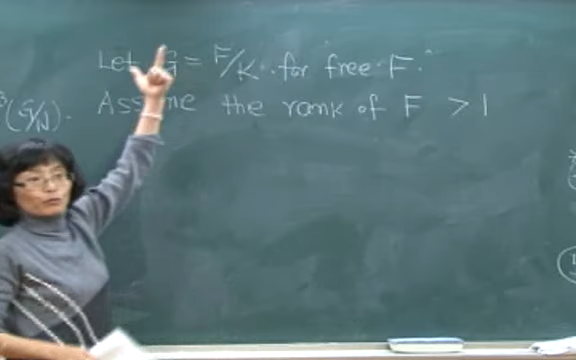 Let G = F/K for free F.
(G/N). Assume the rank of F > 1